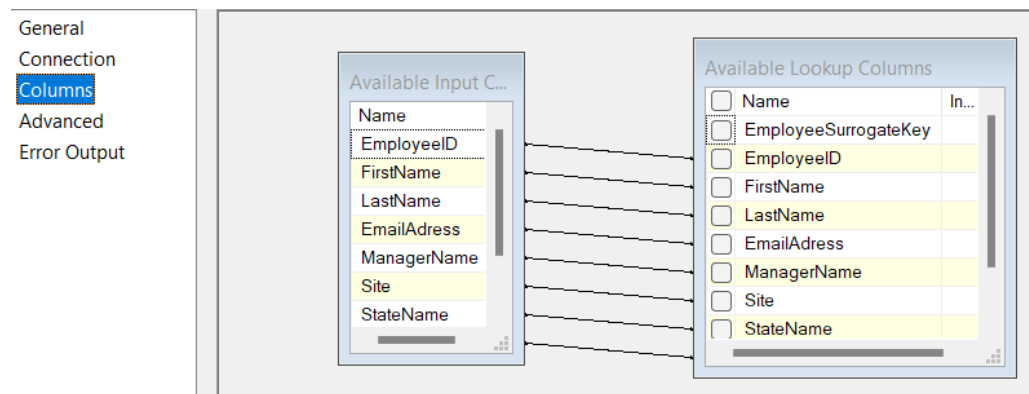 General
Connection
Columns
Advanced
Error Output
Available Input C...
Name
EmployeeID
FirstName
LastName
EmailAdress
ManagerName
Site
StateName
Available Lookup Columns
Name In...
EmployeeSurrogateKey
EmployeeID
FirstName
LastName
EmailAdress
ManagerName
Site
StateName